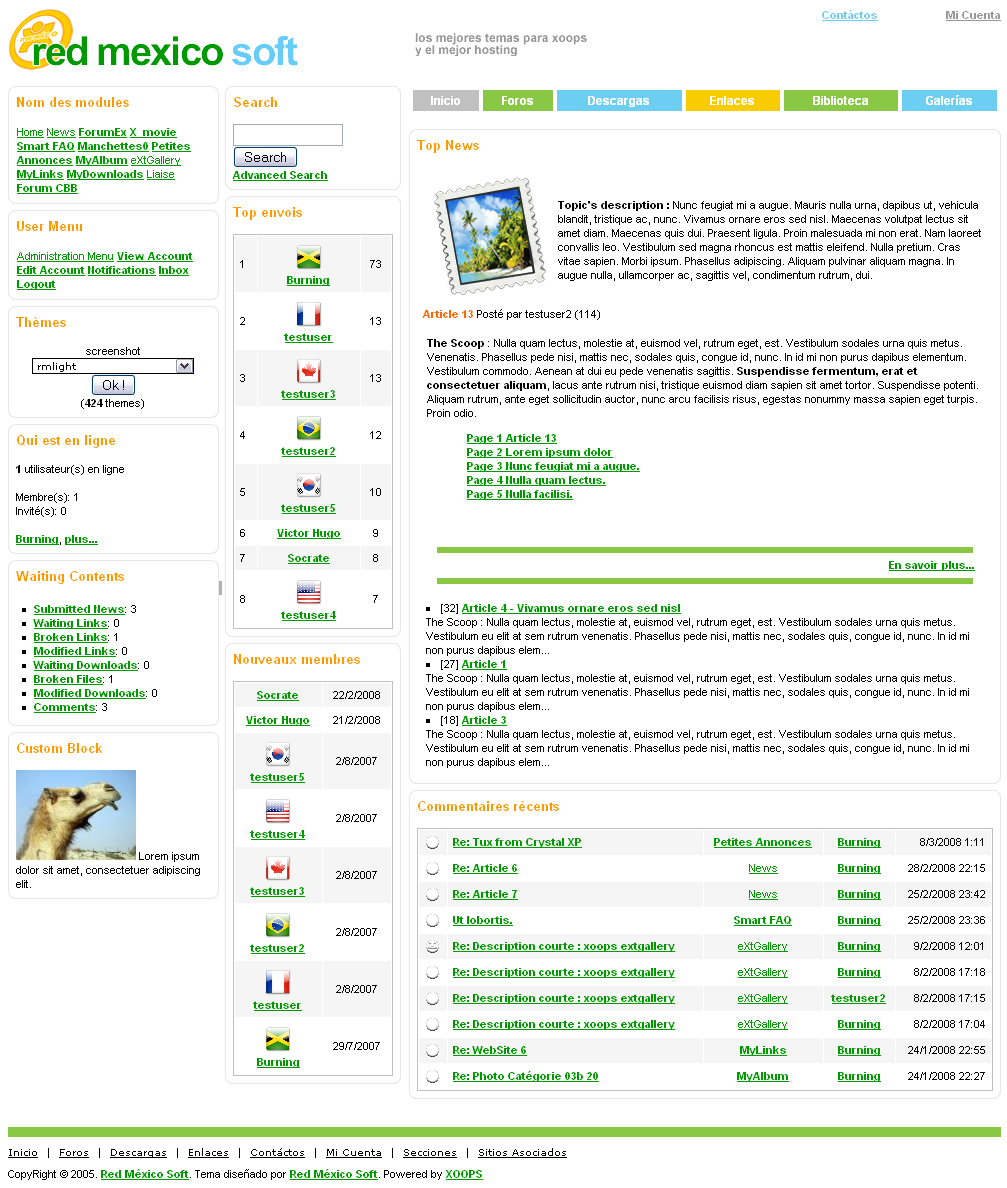 Contáctos
Mi Cuenta
mexico
red mexico soft
los mejores temas para xoops
y el mejor hosting
Inicio
Foros
Descargas
Enlaces
Biblioteca
Galerías
Nom des modules
Home News ForumEx X_movie
Smart FAQ Manchettes0 Petites
Annonces MyAlbum eXtGallery
MyLinks MyDownloads Liaise
Forum CBB
User Menu
Administration Menu View Account
Edit Account Notifications Inbox
Logout
Thèmes
screenshot
rmlight
Ok !
(424 themes)
Qui est en ligne
1 utilisateur(s) en ligne
Membre(s): 1
Invité(s): 0
Burning, plus...
Waiting Contents
Submitted News: 3
Waiting Links: 0
Broken Links: 1
Modified Links: 0
Waiting Downloads: 0
Broken Files: 1
Modified Downloads: 0
Comments: 3
Custom Block
Lorem ipsum
dolor sit amet, consectetuer adipiscing
elit.
Search
Search
Advanced Search
Top envois
1 Burning 73
2 testuser 13
3 testuser3 13
4 testuser2 12
5 testuser5 10
6 Victor Hugo 9
7 Socrate 8
8 testuser4 7
Nouveaux membres
Socrate 22/2/2008
Victor Hugo 21/2/2008
testuser5 2/8/2007
testuser4 2/8/2007
testuser3 2/8/2007
testuser2 2/8/2007
testuser 2/8/2007
Burning 29/7/2007
Top News
Topic's description : Nunc feugiat mi a augue. Mauris nulla urna, dapibus ut, vehicula
blandit, tristique ac, nunc. Vivamus ornare eros sed nisl. Maecenas volutpat lectus sit
amet diam. Maecenas quis dui. Praesent ligula. Proin malesuada mi non erat. Nam laoreet
convallis leo. Vestibulum sed magna rhoncus est mattis eleifend. Nulla pretium. Cras
vitae sapien. Morbi ipsum. Phasellus adipiscing. Aliquam pulvinar aliquam magna. In
augue nulla, ullamcorper ac, sagittis vel, condimentum rutrum, dui.
Article 13 Posté par testuser2 (114)
The Scoop : Nulla quam lectus, molestie at, euismod vel, rutrum eget, est. Vestibulum sodales urna quis metus.
Venenatis. Phasellus pede nisi, mattis nec, sodales quis, congue id, nunc. In id mi non purus dapibus elementum.
Vestibulum commodo. Aenean at dui eu pede venenatis sagittis. Suspendisse fermentum, erat et
consectetuer aliquam, lacus ante rutrum nisi, tristique euismod diam sapien sit amet tortor. Suspendisse potenti.
Aliquam rutrum, ante eget sollicitudin auctor, nunc arcu facilisis risus, egestas nonummy massa sapien eget turpis.
Proin odio.
Page 1 Article 13
Page 2 Lorem ipsum dolor
Page 3 Nunc feugiat mi a augue.
Page 4 Nulla quam lectus.
Page 5 Nulla facilisi.
En savoir plus...
[32] Article 4 - Vivamus ornare eros sed nisl
The Scoop : Nulla quam lectus, molestie at, euismod vel, rutrum eget, est. Vestibulum sodales urna quis metus.
Vestibulum eu elit at sem rutrum venenatis. Phasellus pede nisi, mattis nec, sodales quis, congue id, nunc. In id mi
non purus dapibus elem...
[27] Article 1
The Scoop : Nulla quam lectus, molestie at, euismod vel, rutrum eget, est. Vestibulum sodales urna quis metus.
Vestibulum eu elit at sem rutrum venenatis. Phasellus pede nisi, mattis nec, sodales quis, congue id, nunc. In id mi
non purus dapibus elem...
[18] Article 3
The Scoop : Nulla quam lectus, molestie at, euismod vel, rutrum eget, est. Vestibulum sodales urna quis metus.
Vestibulum eu elit at sem rutrum venenatis. Phasellus pede nisi, mattis nec, sodales quis, congue id, nunc. In id mi
non purus dapibus elem...
Commentaires récents
Re: Tux from Crystal XP Petites Annonces Burning 8/3/2008 1:11
Re: Article 6 News Burning 28/2/2008 22:15
Re: Article 7 News Burning 25/2/2008 23:42
Ut lobortis. Smart FAQ Burning 25/2/2008 23:36
Re: Description courte : xoops extgallery eXtGallery Burning 9/2/2008 12:01
Re: Description courte : xoops extgallery eXtGallery Burning 8/2/2008 17:18
Re: Description courte : xoops extgallery eXtGallery testuser2 8/2/2008 17:15
Re: Description courte : xoops extgallery eXtGallery Burning 8/2/2008 17:04
Re: WebSite 6 MyLinks Burning 24/1/2008 22:55
Re: Photo Catégorie 03b 20 MyAlbum Burning 24/1/2008 22:27
Inicio | Foros | Descargas | Enlaces | Contáctos | Mi Cuenta | Secciones | Sitios Asociados
CopyRight © 2005. Red México Soft. Tema diseñado por Red México Soft. Powered by XOOPS